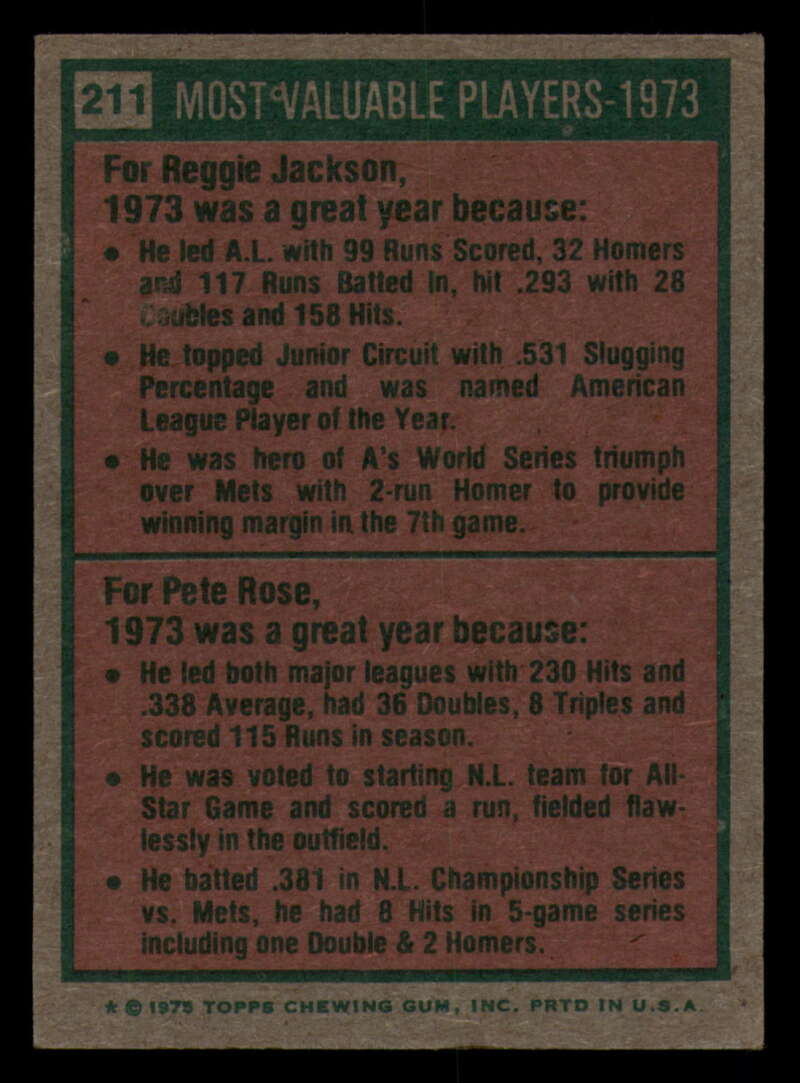 211 MOST VALUABLE PLAYERS-1973
For Reggie Jackson,
1973 was a great year because:
• He led A.L. with 99 Runs Scored, 32 Homers
and 117 Runs Batted In, hit .293 with 28
Doubles and 158 Hits.
• He topped Junior Circuit with .531 Slugging
Percentage and was named American
League Player of the Year.
• He was hero of A's World Series triumph
over Mets with 2-run Homer to provide
winning margin in the 7th game.
For Pete Rose,
1973 was a great year because:
• He led both major leagues with 230 Hits and
.338 Average, had 36 Doubles, 8 Triples and
scored 115 Runs in season.
• He was voted to starting N.L. team for All-
Star Game and scored a run, fielded flaw-
lessly in the outfield.
• He batted .381 in N.L. Championship Series
vs. Mets, he had 8 Hits in 5-game series
including one Double & 2 Homers.
* © 1975 TOPPS CHEWING GUM, INC. PRTD IN U.S.A.